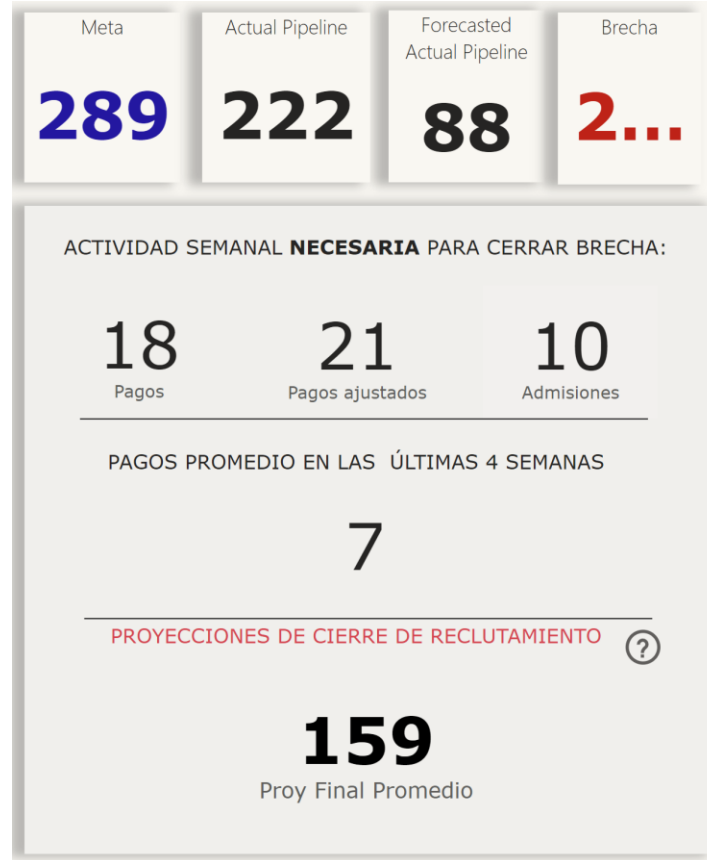 Meta
Actual Pipeline
Forecasted
Actual Pipeline
Brecha
289
222
88
2...
ACTIVIDAD SEMANAL NECESARIA PARA CERRAR BRECHA:
18
21
10
Pagos
Pagos ajustados
Admisiones
PAGOS PROMEDIO EN LAS ÚLTIMAS 4 SEMANAS
7
PROYECCIONES DE CIERRE DE RECLUTAMIENTO
?
159
Proy Final Promedio